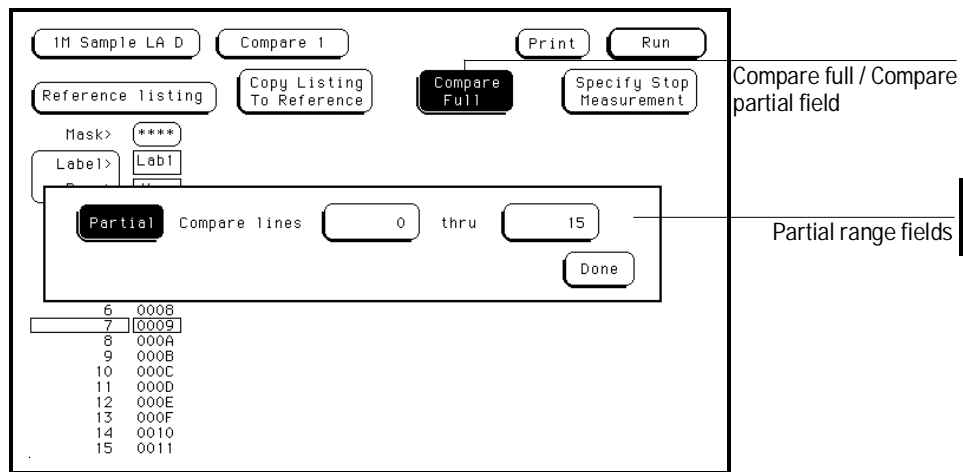 1M Sample LA D Compare 1 Print Run
Reference listing Copy Listing To Reference Compare Full Specify Stop Measurement
Compare full / Compare partial field
Mask> ****
Label> Lab1
Partial Compare lines 0 thru 15
Partial range fields
Done
6 0008
7 0009
8 000A
9 000B
10 000C
11 000D
12 000E
13 000F
14 0010
15 0011